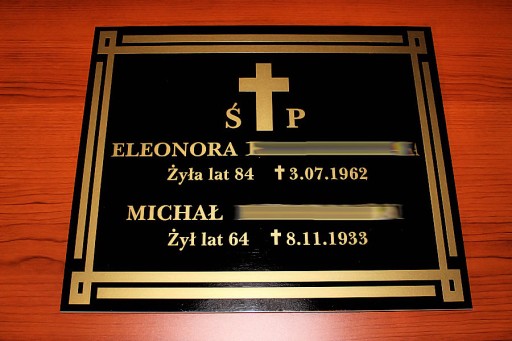 Ś P
ELEONORA
Żyła lat 84 ✝3.07.1962
MICHAŁ
Żył lat 64 ✝8.11.1933